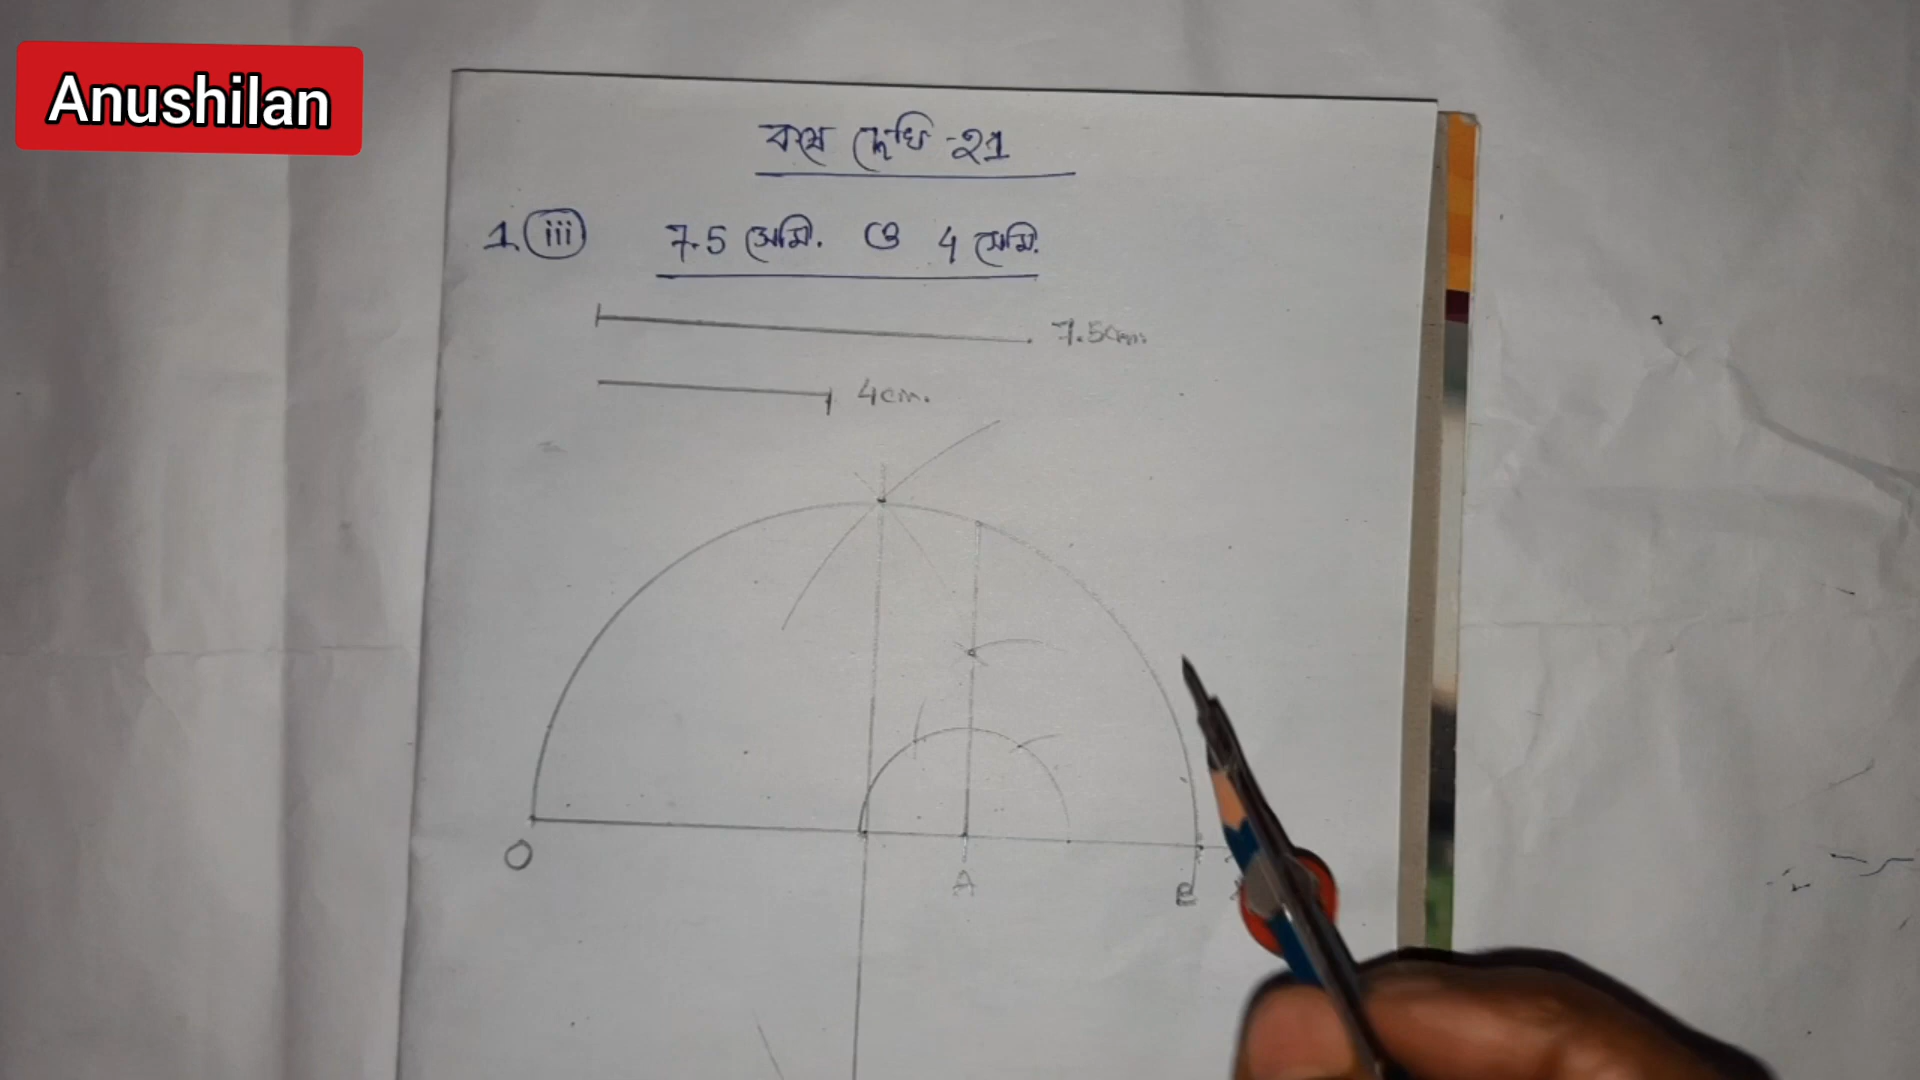 Anushilan
কষে দেখি -21
1. iii 7.5 সেমি. ও 4 সেমি.
7.5cm.
4cm.
O
A
B